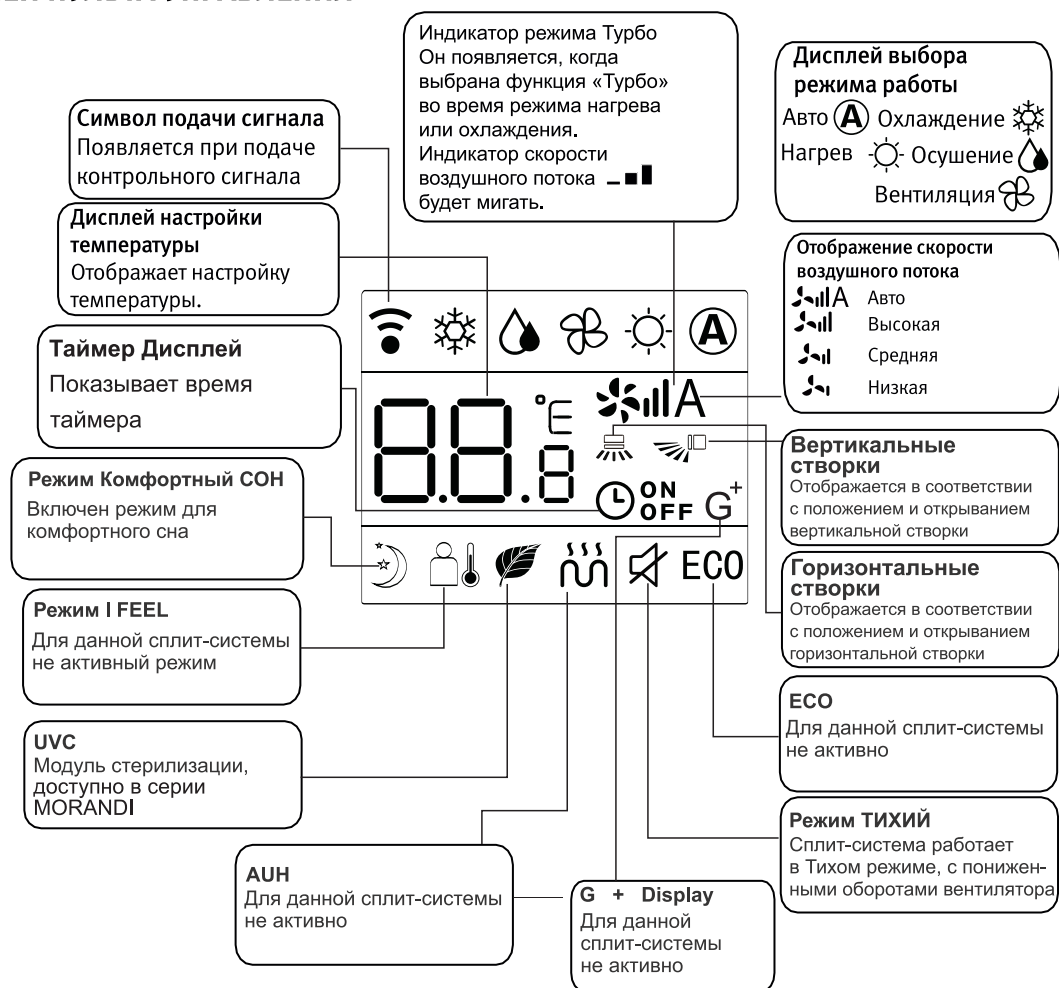 Индикатор режима Турбо
Он появляется, когда
выбрана функция «Турбо»
во время режима нагрева
или охлаждения.
Индикатор скорости
воздушного потока
будет мигать.
Дисплей выбора
режима работы
Авто A Охлаждение
Нагрев Осушение
Вентиляция
Символ подачи сигнала
Появляется при подаче
контрольного сигнала
Дисплей настройки
температуры
Отображает настройку
температуры.
Таймер Дисплей
Показывает время
таймера
Режим Комфортный СОН
Включен режим для
комфортного сна
Режим I FEEL
Для данной сплит-системы
не активный режим
UVC
Модуль стерилизации,
доступно в серии
MORANDI
AUH
Для данной сплит-системы
не активно
A
88.8 °E A
ON
OFF G+
ECO
Отображение скорости
воздушного потока
A Авто
Высокая
Средняя
Низкая
Вертикальные
створки
Отображается в соответствии
с положением и открыванием
вертикальной створки
Горизонтальные
створки
Отображается в соответствии
с положением и открыванием
горизонтальной створки
ECO
Для данной сплит-системы
не активно
Режим ТИХИЙ
Сплит-система работает
в Тихом режиме, с понижен-
ными оборотами вентилятора
G + Display
Для данной
сплит-системы
не активно